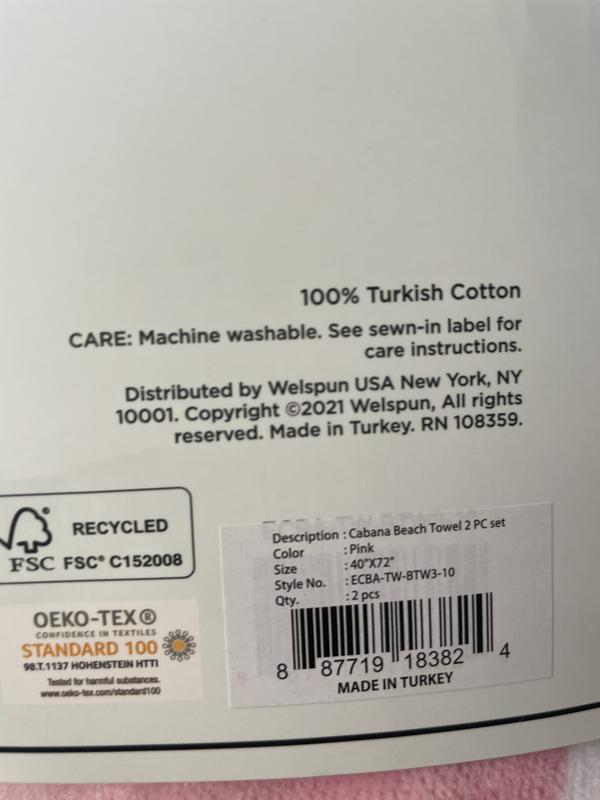 100% Turkish Cotton
CARE: Machine washable. See sewn-in label for
care instructions.
Distributed by Welspun USA New York, NY
10001. Copyright ©2021 Welspun, All rights
reserved. Made in Turkey. RN 108359.
RECYCLED
FSC FSC® C152008
OEKO-TEX®
CONFIDENCE IN TEXTILES
STANDARD 100
98.T.1137 HOHENSTEIN HTTI
Tested for harmful substances.
www.oeko-tex.com/standard100
Description : Cabana Beach Towel 2 PC set
Color : Pink
Size : 40"X72"
Style No. : ECBA-TW-BTW3-10
Qty. : 2 pcs
8 87719 18382 4
MADE IN TURKEY